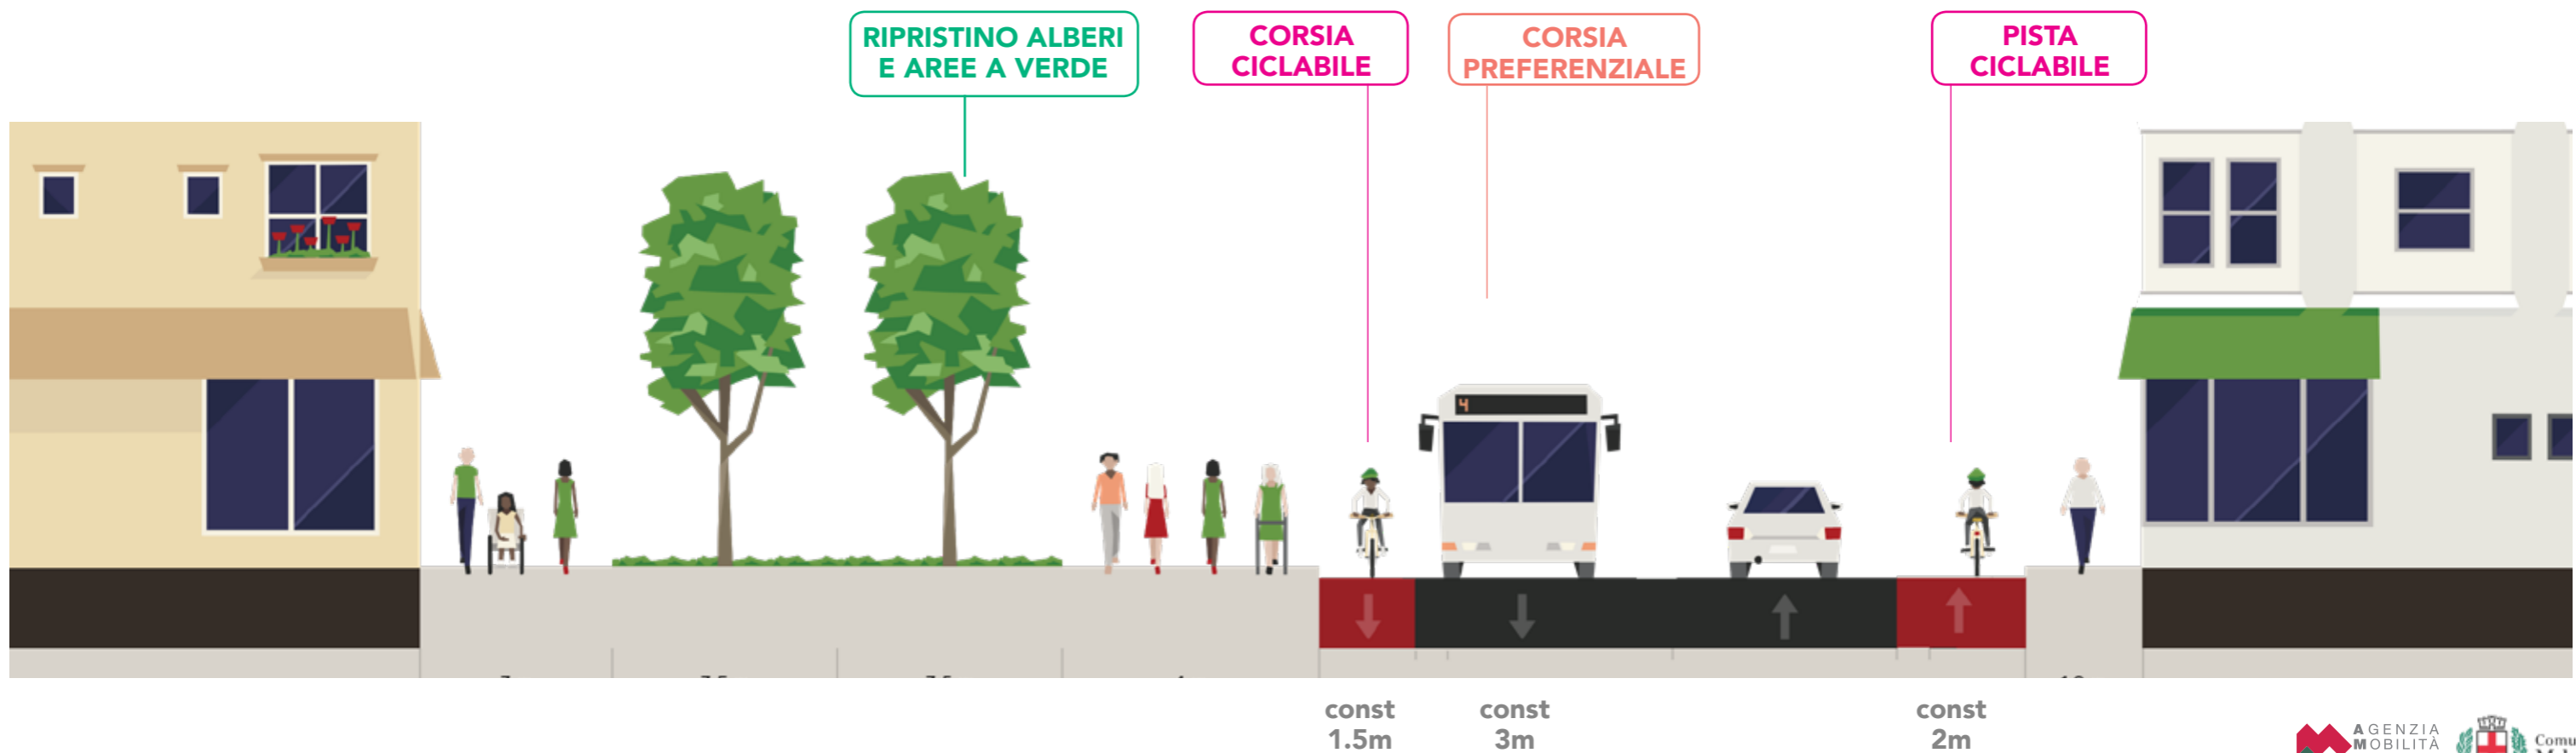 RIPRISTINO ALBERI
E AREE A VERDE
CORSIA
CICLABILE
CORSIA
PREFERENZIALE
PISTA
CICLABILE
4
const
1.5m
const
3m
const
2m
AGENZIA
MOBILITÀ